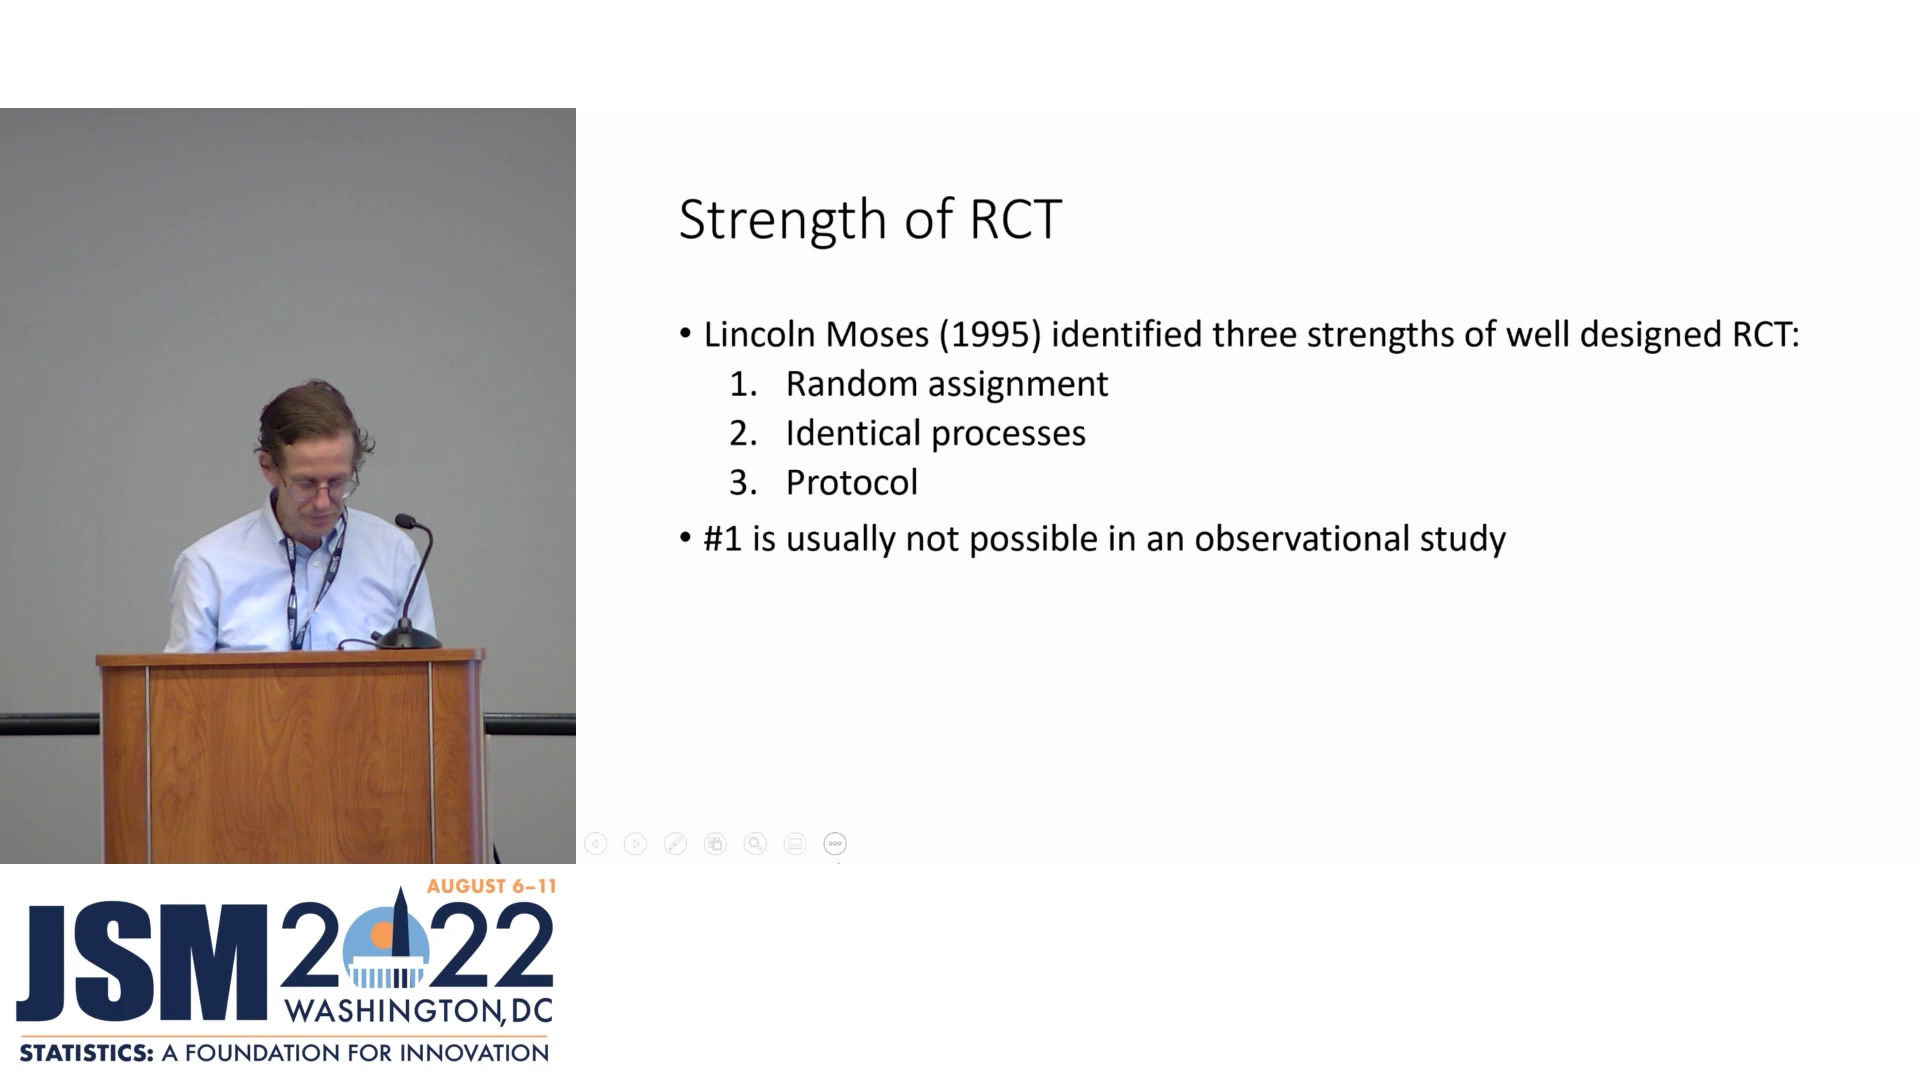 Strength of RCT
• Lincoln Moses (1995) identified three strengths of well designed RCT:
1. Random assignment
2. Identical processes
3. Protocol
• #1 is usually not possible in an observational study
AUGUST 6–11
JSM 2022
WASHINGTON, DC
STATISTICS: A FOUNDATION FOR INNOVATION